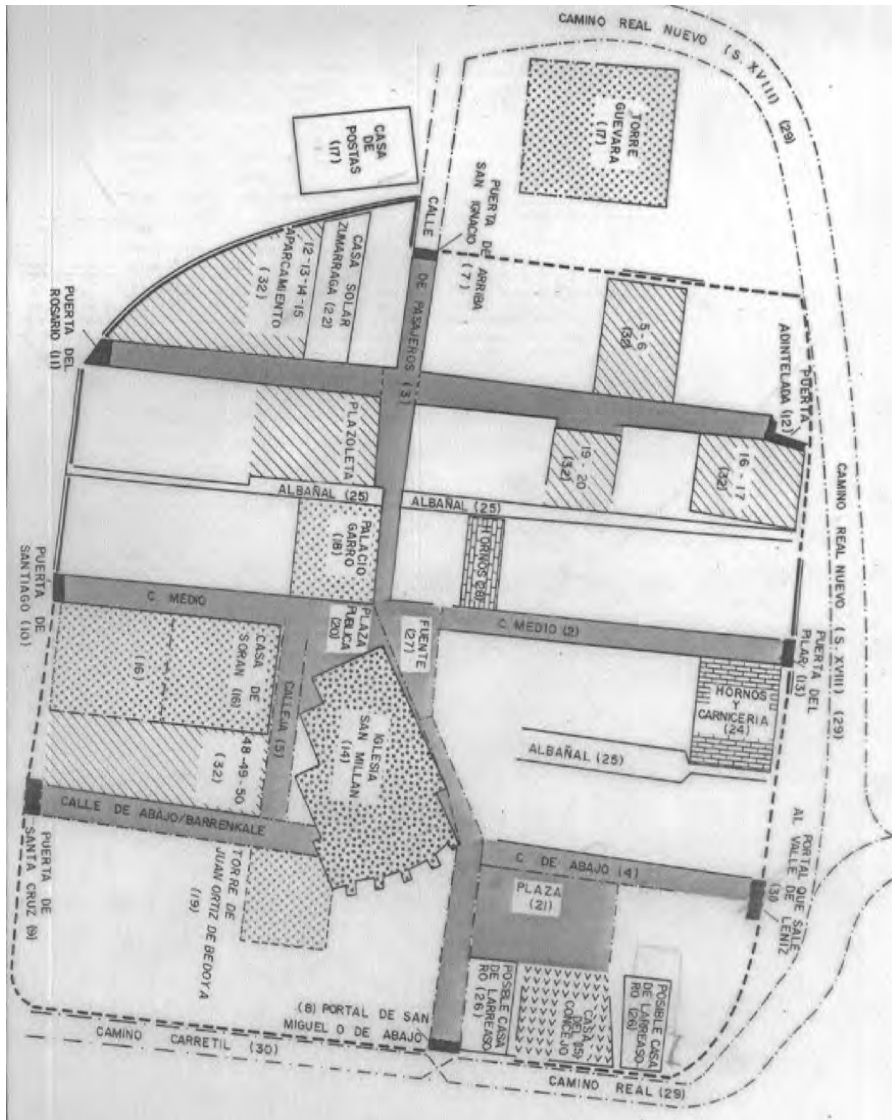 CAMINO REAL NUEVO (S. XVIII) (29)
TORRE
GUEVARA
(17)
CASA
DE
POSTAS
(17)
CALLE
PUERTA DE ARRIBA
SAN IGNACIO (7)
DE PASAJEROS (3)
CASA SOLAR
ZUMARRAGA (22)
12-13-14-15
APARCAMIENTO
(32)
5-6
(32)
PUERTA
ADINTELADA (12)
PUERTA DEL
ROSARIO (11)
PLAZOLETA
19-20
(32)
16-17
(32)
CAMINO REAL NUEVO (S. XVIII) (29)
ALBAÑAL (25)
ALBAÑAL (25)
PALACIO
GARRO
(18)
HORNOS
PUERTA DE
SANTIAGO (10)
C. MEDIO
PLAZA
PUBLICA
(20)
FUENTE
(27)
C. MEDIO (2)
PUERTA DEL
PILAR (13)
CASA DE
SORAN (16)
(16)
CALLEJA (5)
IGLESIA
SAN MILLAN
(14)
HORNOS
Y
CARNICERIA
(24)
ALBAÑAL (25)
48-49-50
(32)
CALLE DE ABAJO/BARRENKALE
C. DE ABAJO (4)
AL PORTAL QUE SALE
VALLE DE LENIZ
PUERTA DE
SANTA CRUZ (9)
TORRE DE
JUAN ORTIZ DE BEDOYA
(19)
PLAZA
(21)
(8) PORTAL DE SAN
MIGUEL O DE ABAJO
POSIBLE CASA
DE LARREASO
RO (26)
CASA
DEL (15)
CONCEJO
POSIBLE CASA
DE LARREASO
RO (26)
CAMINO CARRETIL (30)
CAMINO REAL (29)